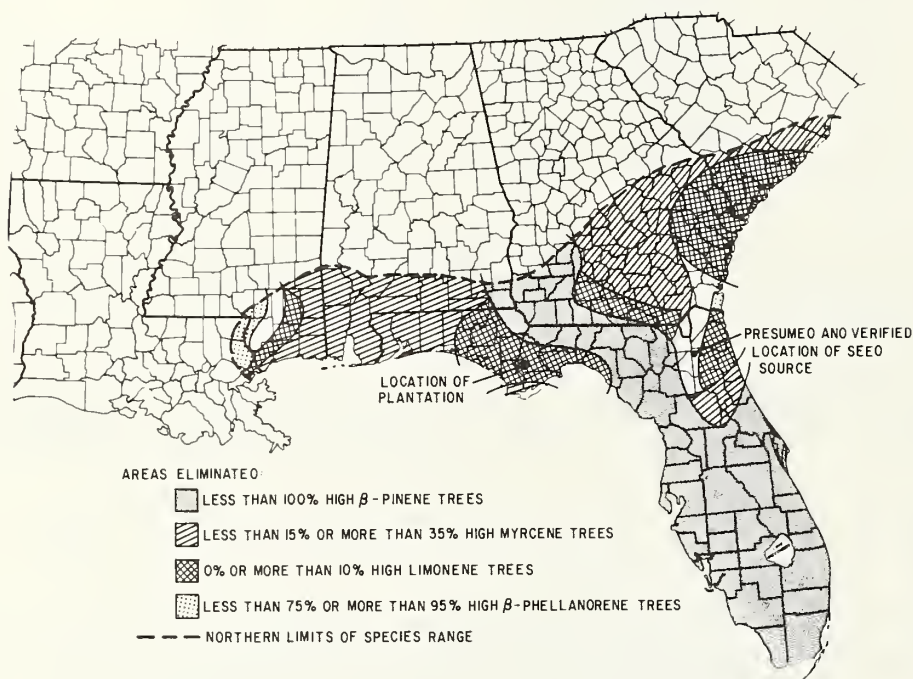 PRESUMEO AND VERIFIED
LOCATION OF SEEO
SOURCE
LOCATION OF
PLANTATION
AREAS ELIMINATED:
LESS THAN 100% HIGH β-PINENE TREES
LESS THAN 15% OR MORE THAN 35% HIGH MYRCENE TREES
0% OR MORE THAN 10% HIGH LIMONENE TREES
LESS THAN 75% OR MORE THAN 95% HIGH β-PHELLANORENE TREES
NORTHERN LIMITS OF SPECIES RANGE